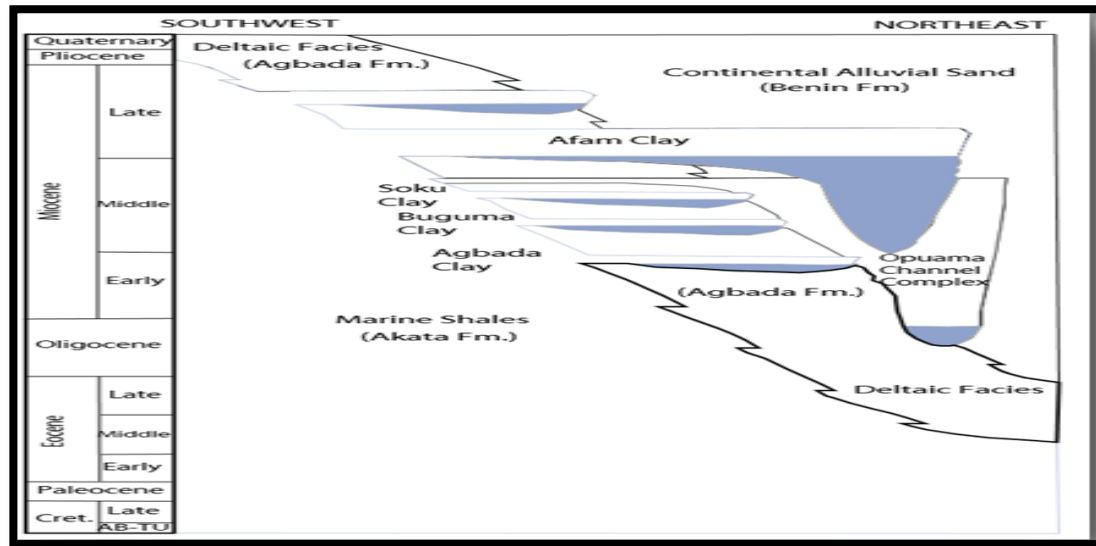 SOUTHWEST
NORTHEAST
Quaternary
Pliocene
Miocene
Late
Middle
Early
Oligocene
Eocene
Late
Middle
Early
Paleocene
Cret.
Late
AB-TU
Deltaic Facies
(Agbada Fm.)
Continental Alluvial Sand
(Benin Fm)
Afam Clay
Soku
Clay
Buguma
Clay
Agbada
Clay
Opuama
Channel
Complex
(Agbada Fm.)
Marine Shales
(Akata Fm.)
Deltaic Facies